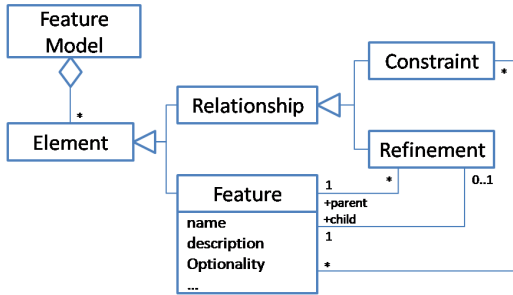 Feature
Model
*
Element
Relationship
Constraint
*
Refinement
Feature
1
*
0..1
+parent
+child
1
name
description
Optionality
*
...